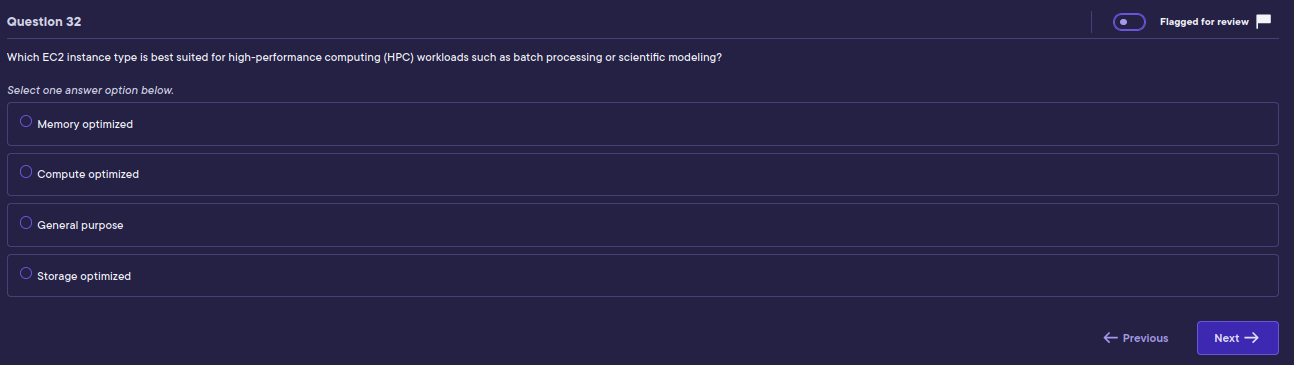 Question 32
Flagged for review
Which EC2 instance type is best suited for high-performance computing (HPC) workloads such as batch processing or scientific modeling?
Select one answer option below.
Memory optimized
Compute optimized
General purpose
Storage optimized
Previous
Next